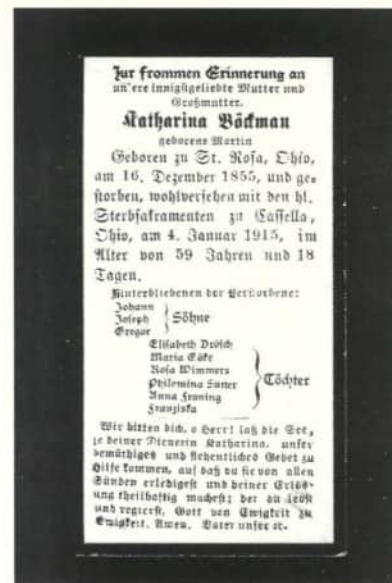 Zur frommen Erinnerung an
un'ere innigstgeliebte Mutter und
Großmutter.
Katharina Böckman
geborene Martin
Geboren zu St. Rosa, Ohio,
am 16. Dezember 1855, und ge=
storben, wohlversehen mit den hl.
Sterbsakramenten zu Cassella,
Ohio, am 4. Januar 1915, im
Alter von 59 Jahren und 18
Tagen.
Hinterbliebenen der Verstorbene:
Johann
Joseph } Söhne
Gregor
Elisabeth Drösch
Maria Göke
Rosa Wimmers
Philomina Sutter } Töchter
Anna Froning
Franziska
Wir bitten dich, o Herr! laß die See,
le deiner Dienerin Katharina, unser
demüthiges und flehentliches Gebet zu
Hilfe kommen, auf daß du sie von allen
Sünden erledigest und deiner Erlös=
ung theilhaftig machest; der du lebst
und regierst, Gott von Ewigkeit zu
Ewigkeit. Amen. Vater unser ec.